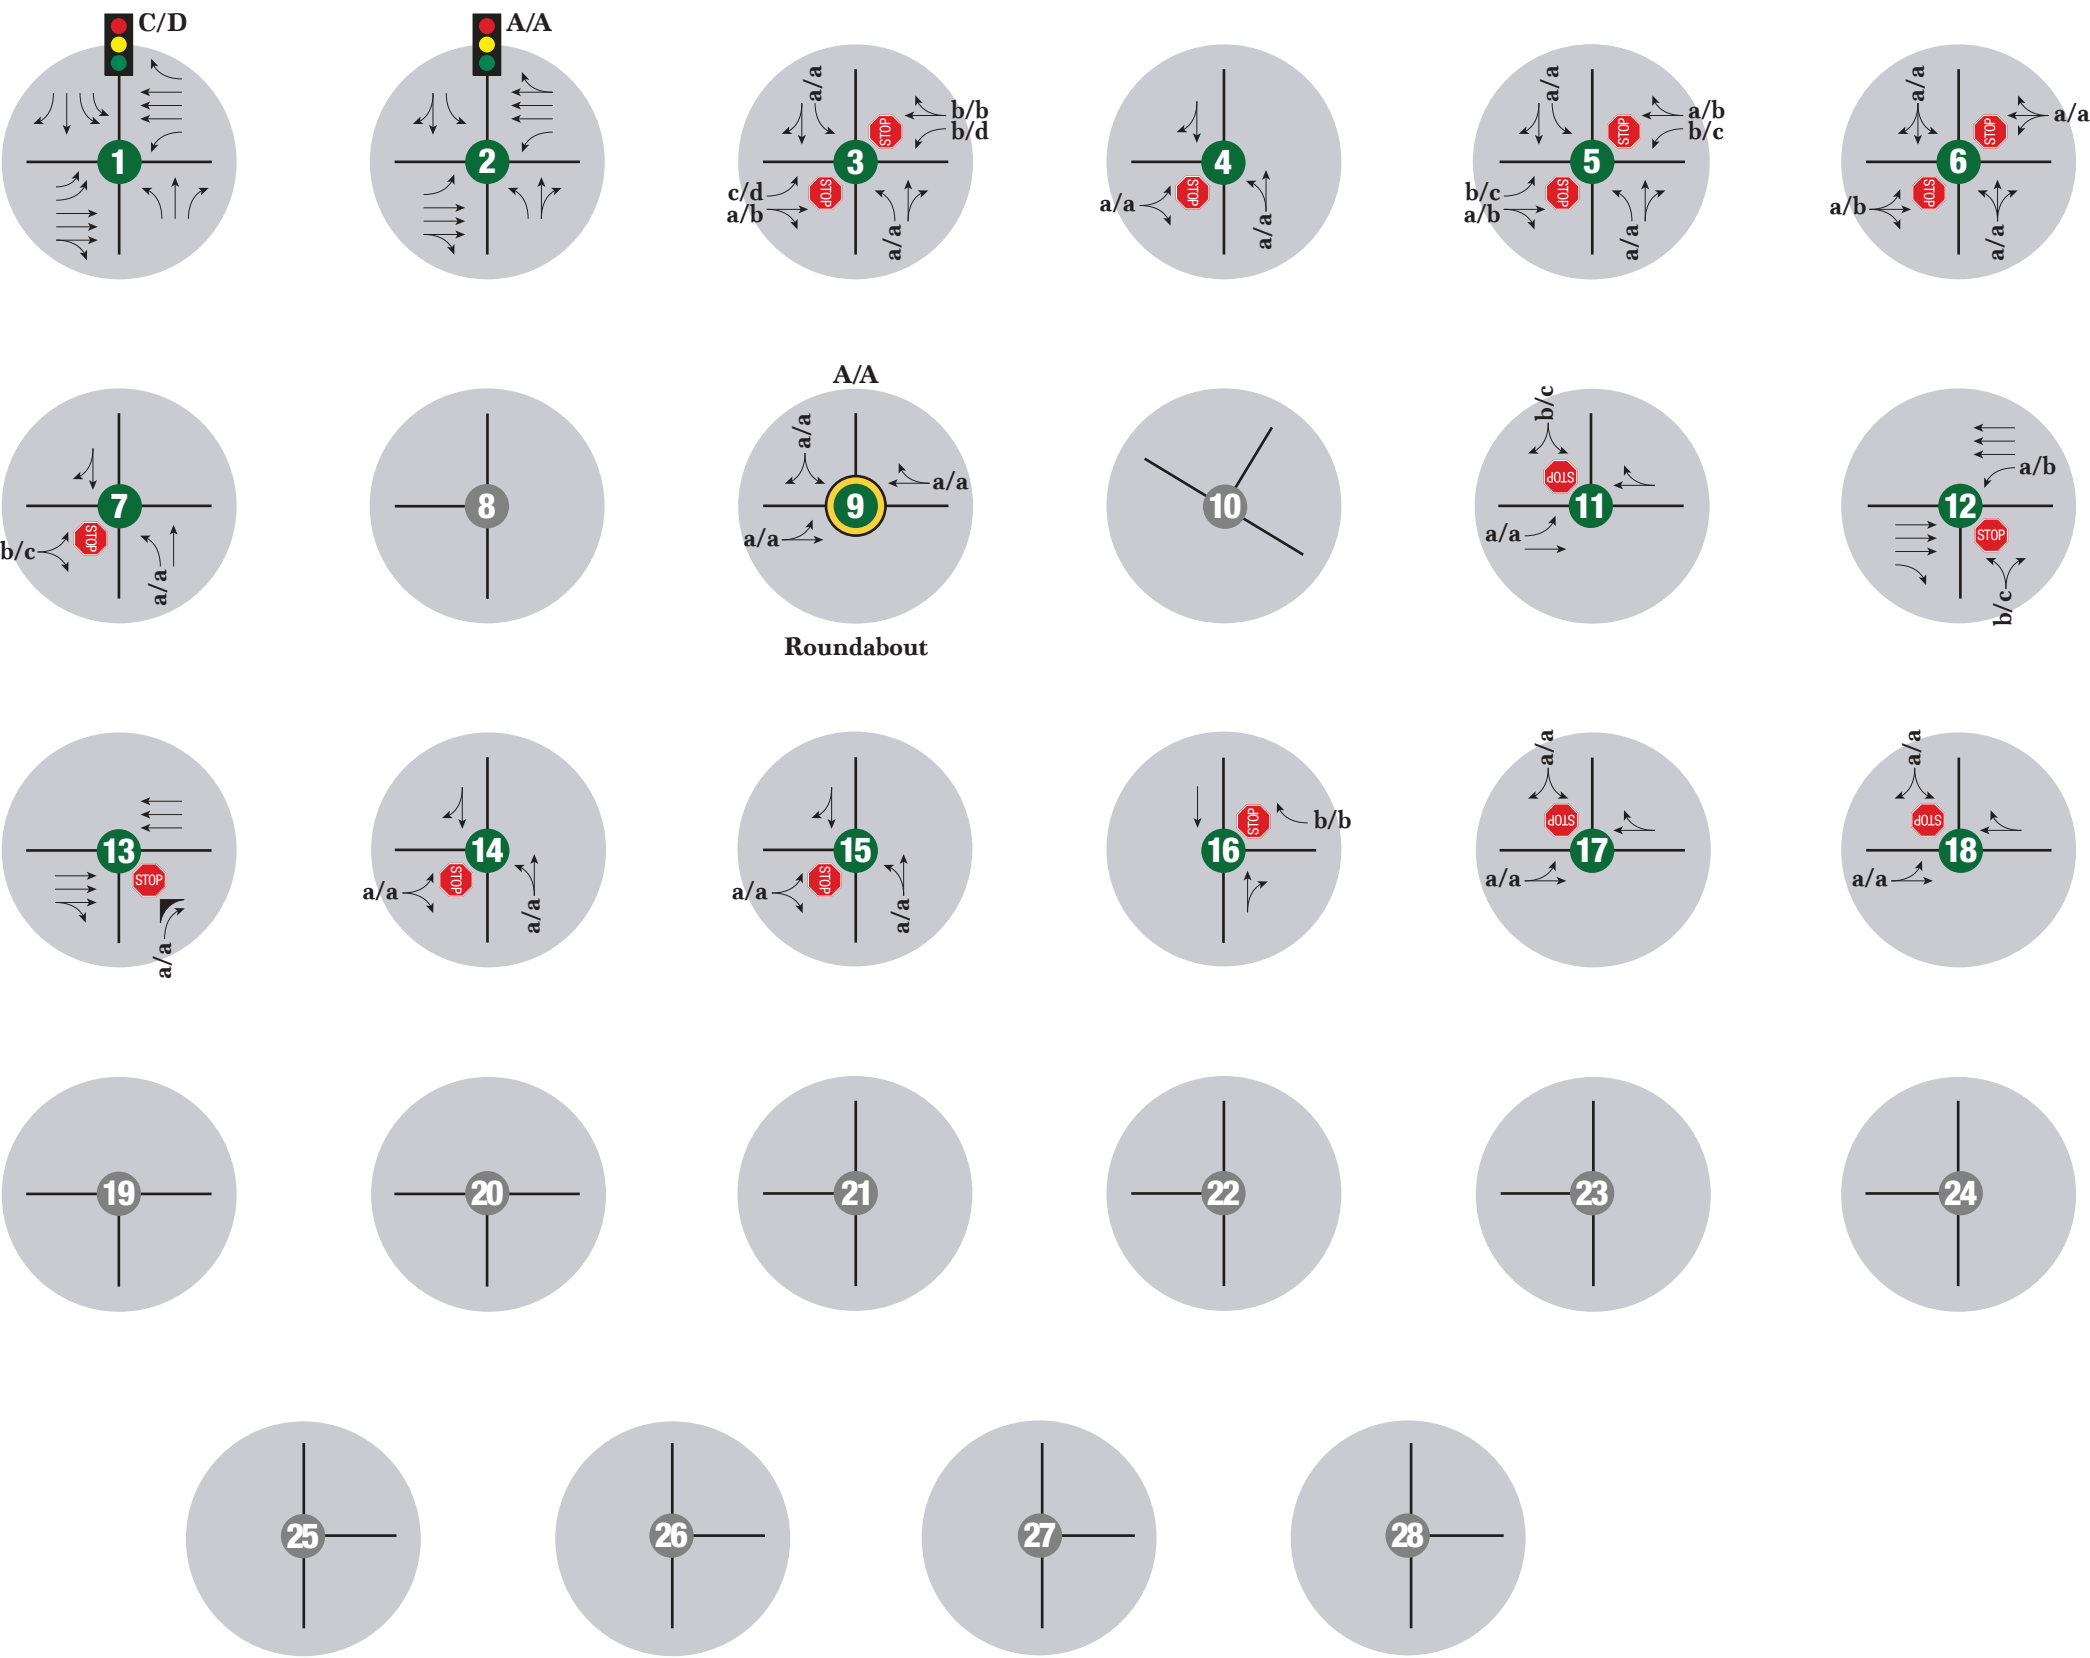 C/D
1
A/A
2
a/a
b/b
b/d
STOP
3
STOP
c/d
a/b
a/a
4
STOP
a/a
a/a
a/a
a/b
b/c
STOP
5
STOP
b/c
a/b
a/a
a/a
a/a
STOP
6
STOP
a/b
a/a
7
STOP
b/c
a/a
8
A/A
a/a
a/a
9
a/a
Roundabout
10
b/c
STOP
11
a/a
a/b
12
STOP
b/c
13
STOP
a/a
14
STOP
a/a
a/a
15
STOP
a/a
a/a
STOP
b/b
16
a/a
STOP
17
a/a
a/a
STOP
18
a/a
19
20
21
22
23
24
25
26
27
28